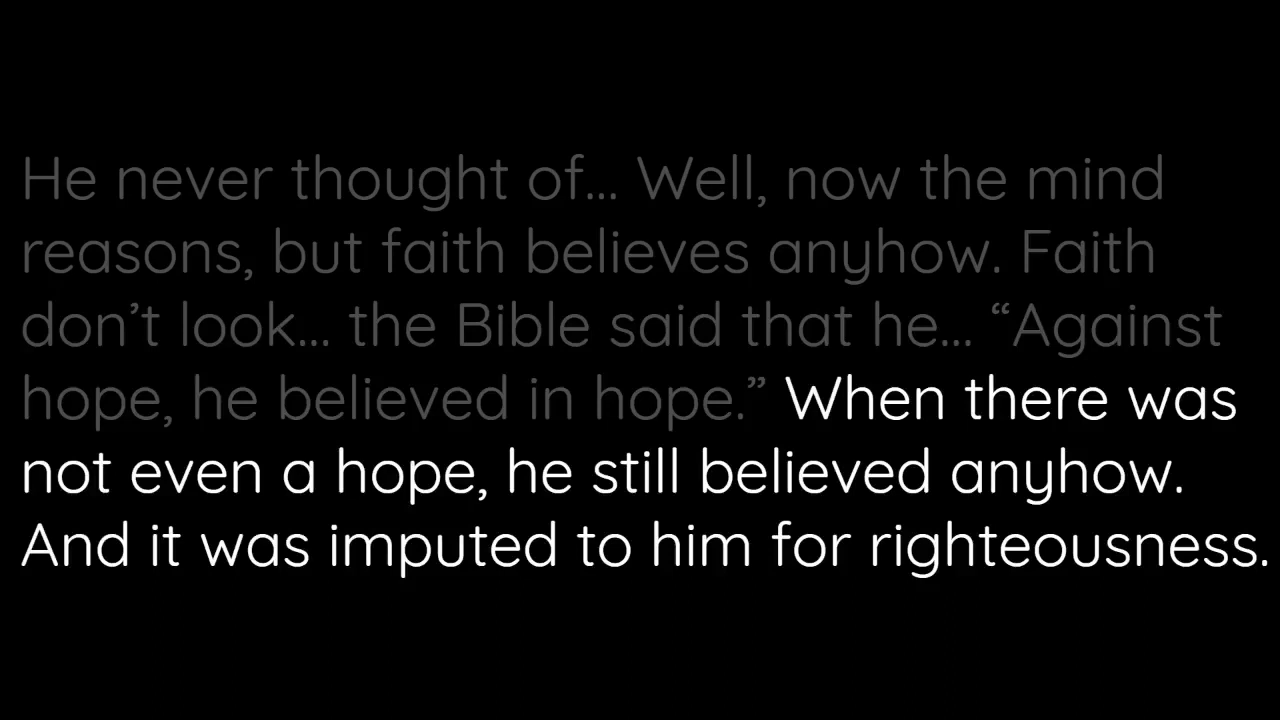 He never thought of... Well, now the mind
reasons, but faith believes anyhow. Faith
don’t look... the Bible said that he... “Against
hope, he believed in hope.” When there was
not even a hope, he still believed anyhow.
And it was imputed to him for righteousness.